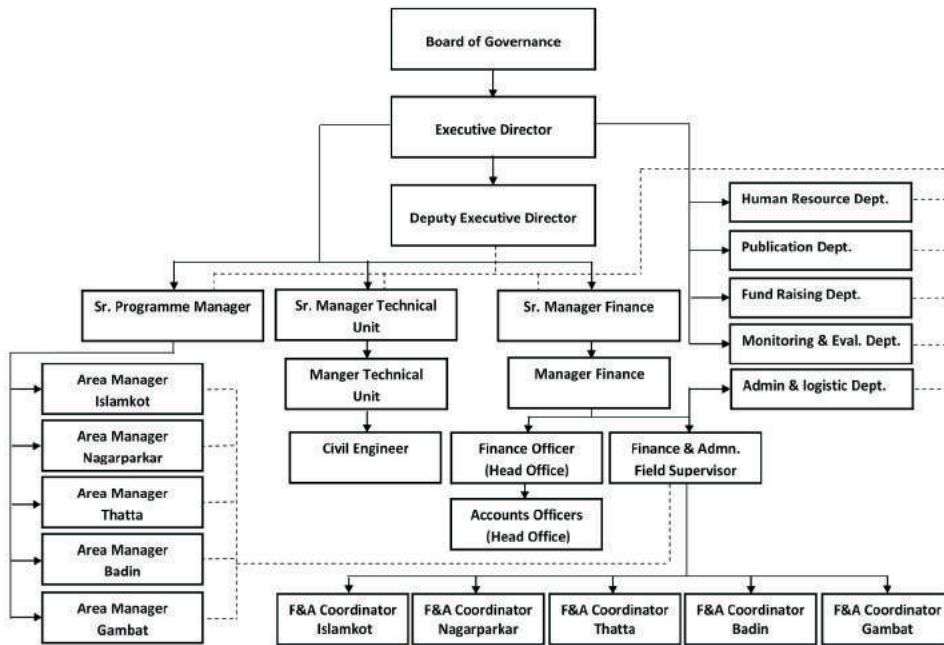 Board of Governance
Executive Director
Deputy Executive Director
Human Resource Dept.
Publication Dept.
Fund Raising Dept.
Monitoring & Eval. Dept.
Admin & logistic Dept.
Sr. Programme Manager
Sr. Manager Technical
Unit
Sr. Manager Finance
Manger Technical
Unit
Manager Finance
Civil Engineer
Finance Officer
(Head Office)
Finance & Admn.
Field Supervisor
Accounts Officers
(Head Office)
Area Manager
Islamkot
Area Manager
Nagarparkar
Area Manager
Thatta
Area Manager
Badin
Area Manager
Gambat
F&A Coordinator
Islamkot
F&A Coordinator
Nagarparkar
F&A Coordinator
Thatta
F&A Coordinator
Badin
F&A Coordinator
Gambat